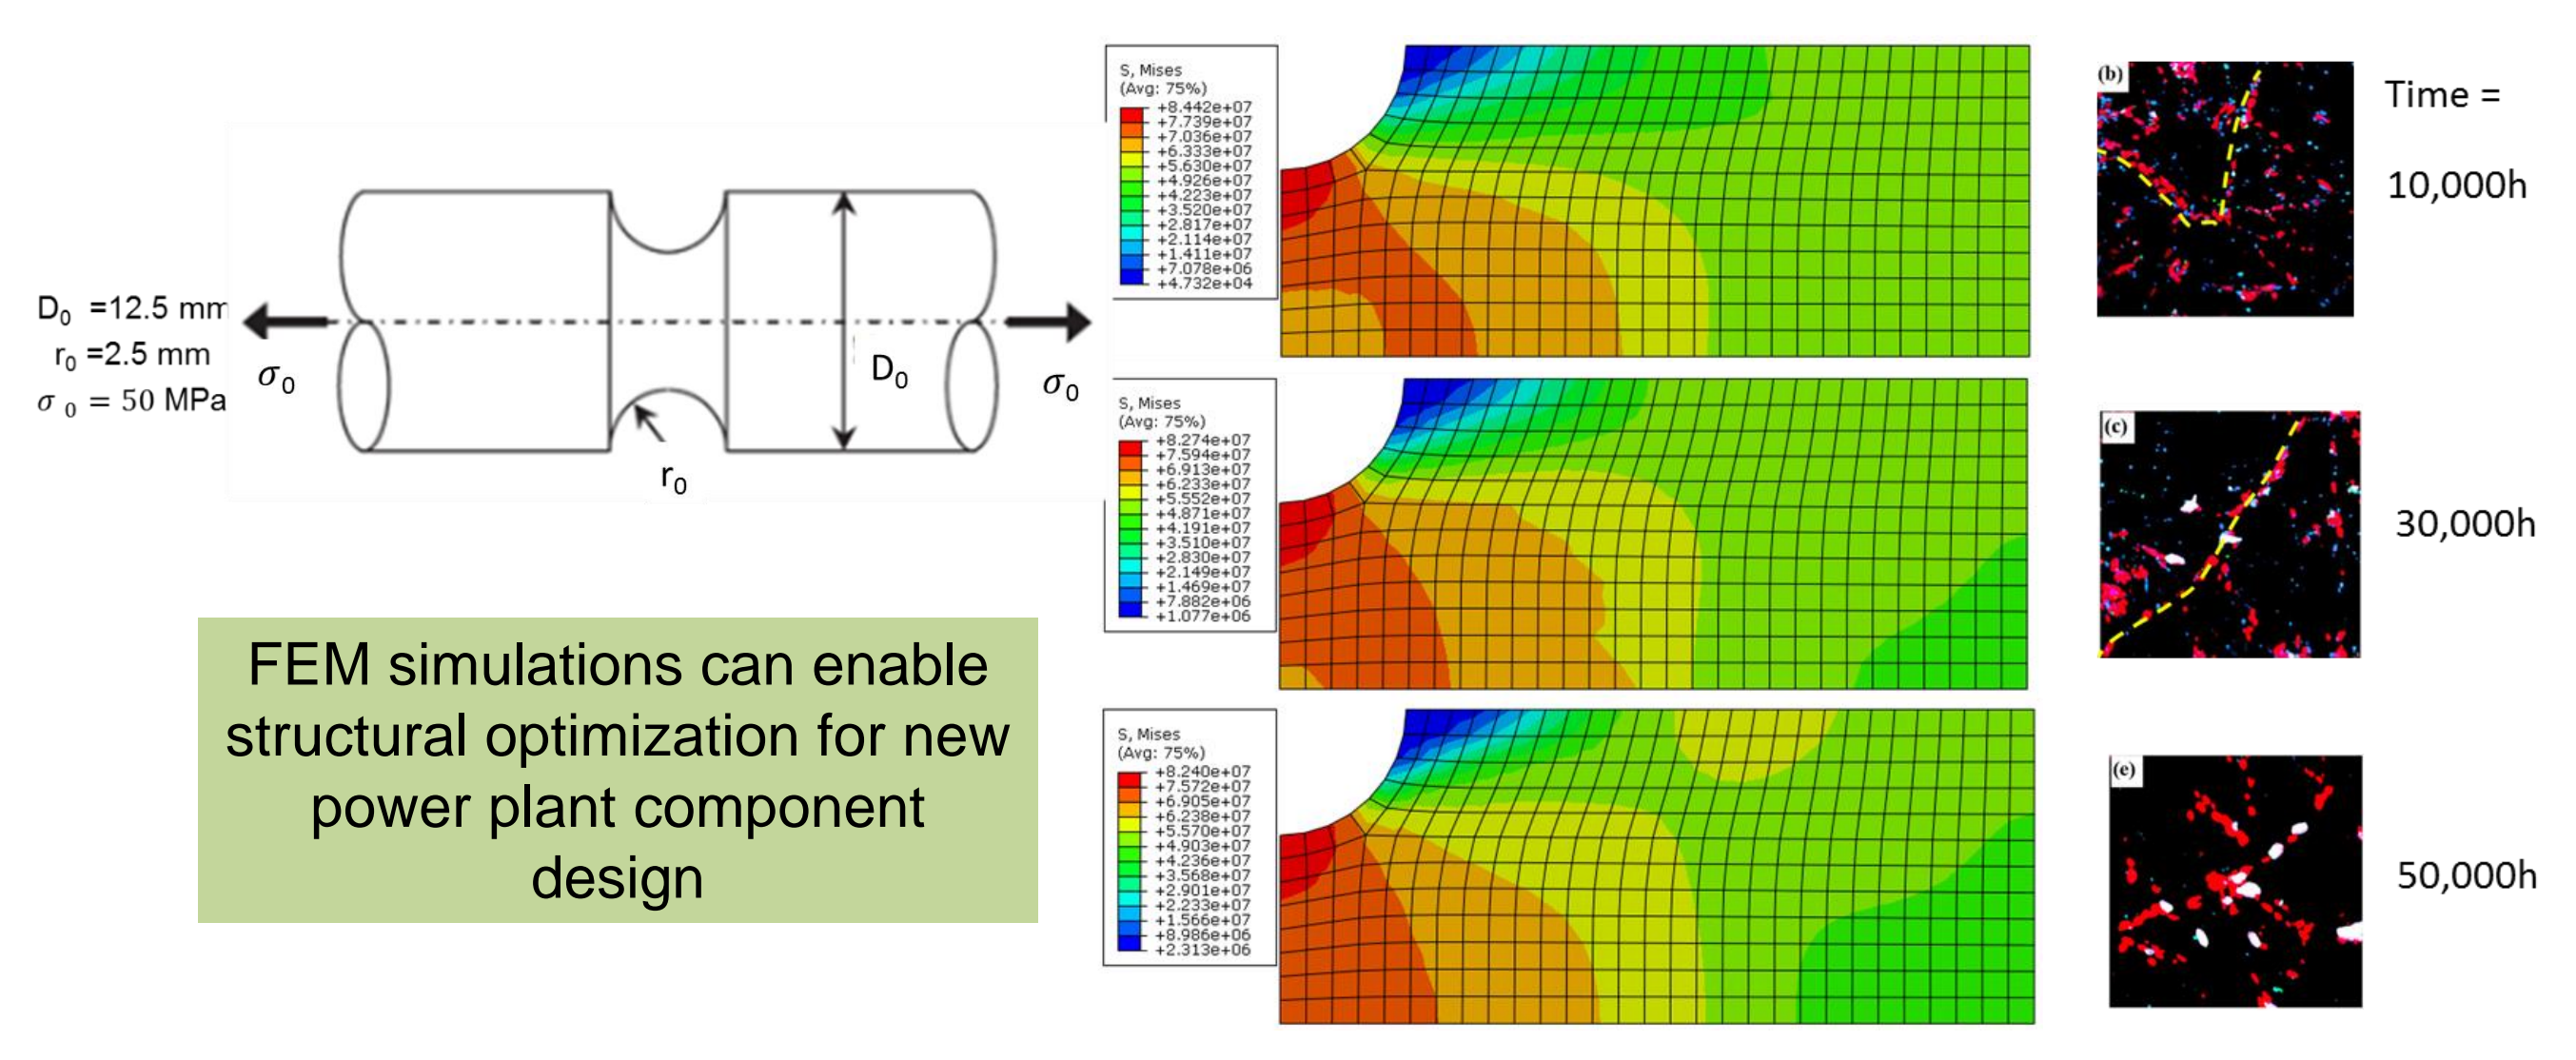 D₀ =12.5 mm
r₀ =2.5 mm
σ ₀ = 50 MPa
σ₀
D₀
σ₀
r₀
FEM simulations can enable
structural optimization for new
power plant component
design
S, Mises
(Avg: 75%)
+8.442e+07
+7.739e+07
+7.036e+07
+6.333e+07
+5.630e+07
+4.926e+07
+4.223e+07
+3.520e+07
+2.817e+07
+2.114e+07
+1.411e+07
+7.078e+06
+4.732e+04
(b)
Time =
10,000h
S, Mises
(Avg: 75%)
+8.274e+07
+7.594e+07
+6.913e+07
+6.233e+07
+5.552e+07
+4.871e+07
+4.191e+07
+3.510e+07
+2.830e+07
+2.149e+07
+1.469e+07
+7.882e+06
+1.077e+06
(c)
30,000h
S, Mises
(Avg: 75%)
+8.240e+07
+7.572e+07
+6.905e+07
+6.238e+07
+5.570e+07
+4.903e+07
+4.236e+07
+3.568e+07
+2.901e+07
+2.233e+07
+1.566e+07
+8.986e+06
+2.313e+06
(e)
50,000h